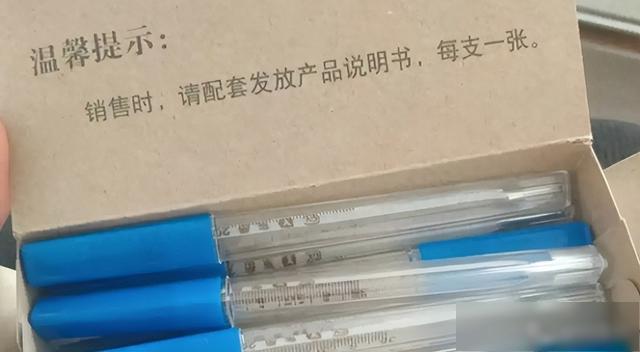 温馨提示：
销售时，请配套发放产品说明书，每支一张。